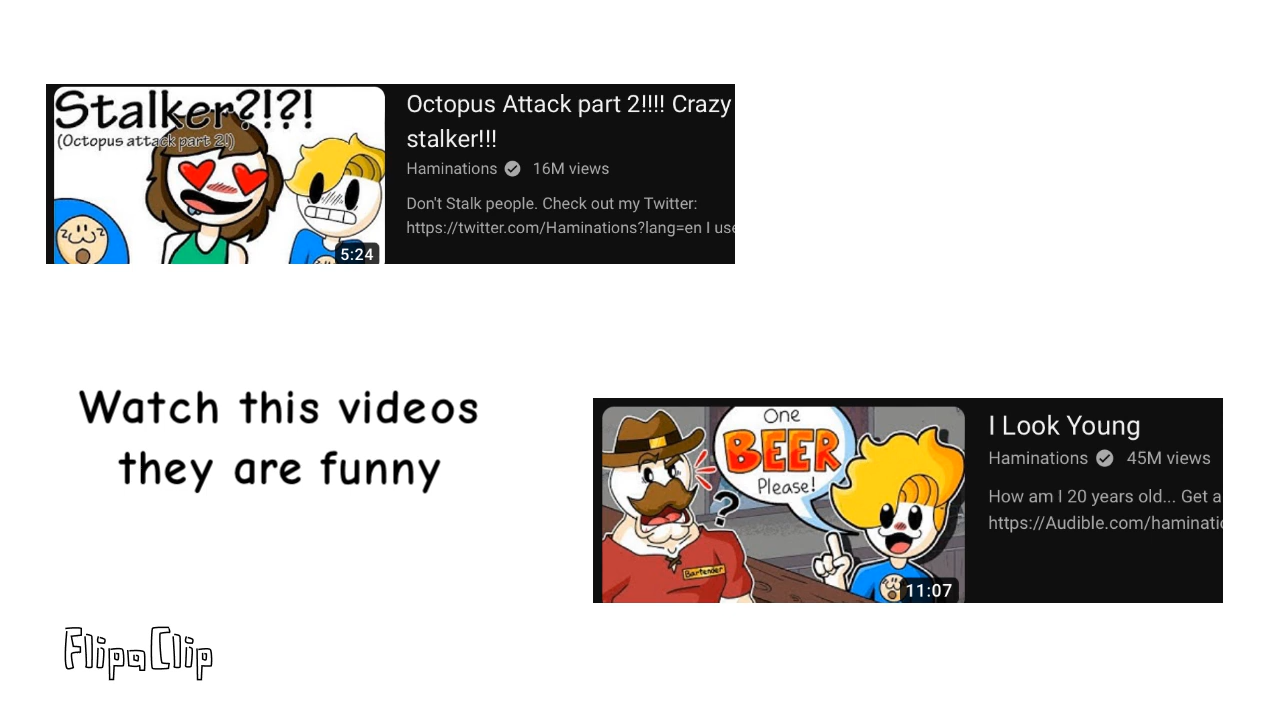 Stalker?!?!
(Octopus attack part 2!)
5:24
Octopus Attack part 2!!!! Crazy
stalker!!!
Haminations 16M views
Don't Stalk people. Check out my Twitter:
https://twitter.com/Haminations?lang=en I use
Watch this videos
they are funny
One
BEER
Please!
?
Bartender
11:07
I Look Young
Haminations 45M views
How am I 20 years old... Get a
https://Audible.com/haminatio
FlipaClip